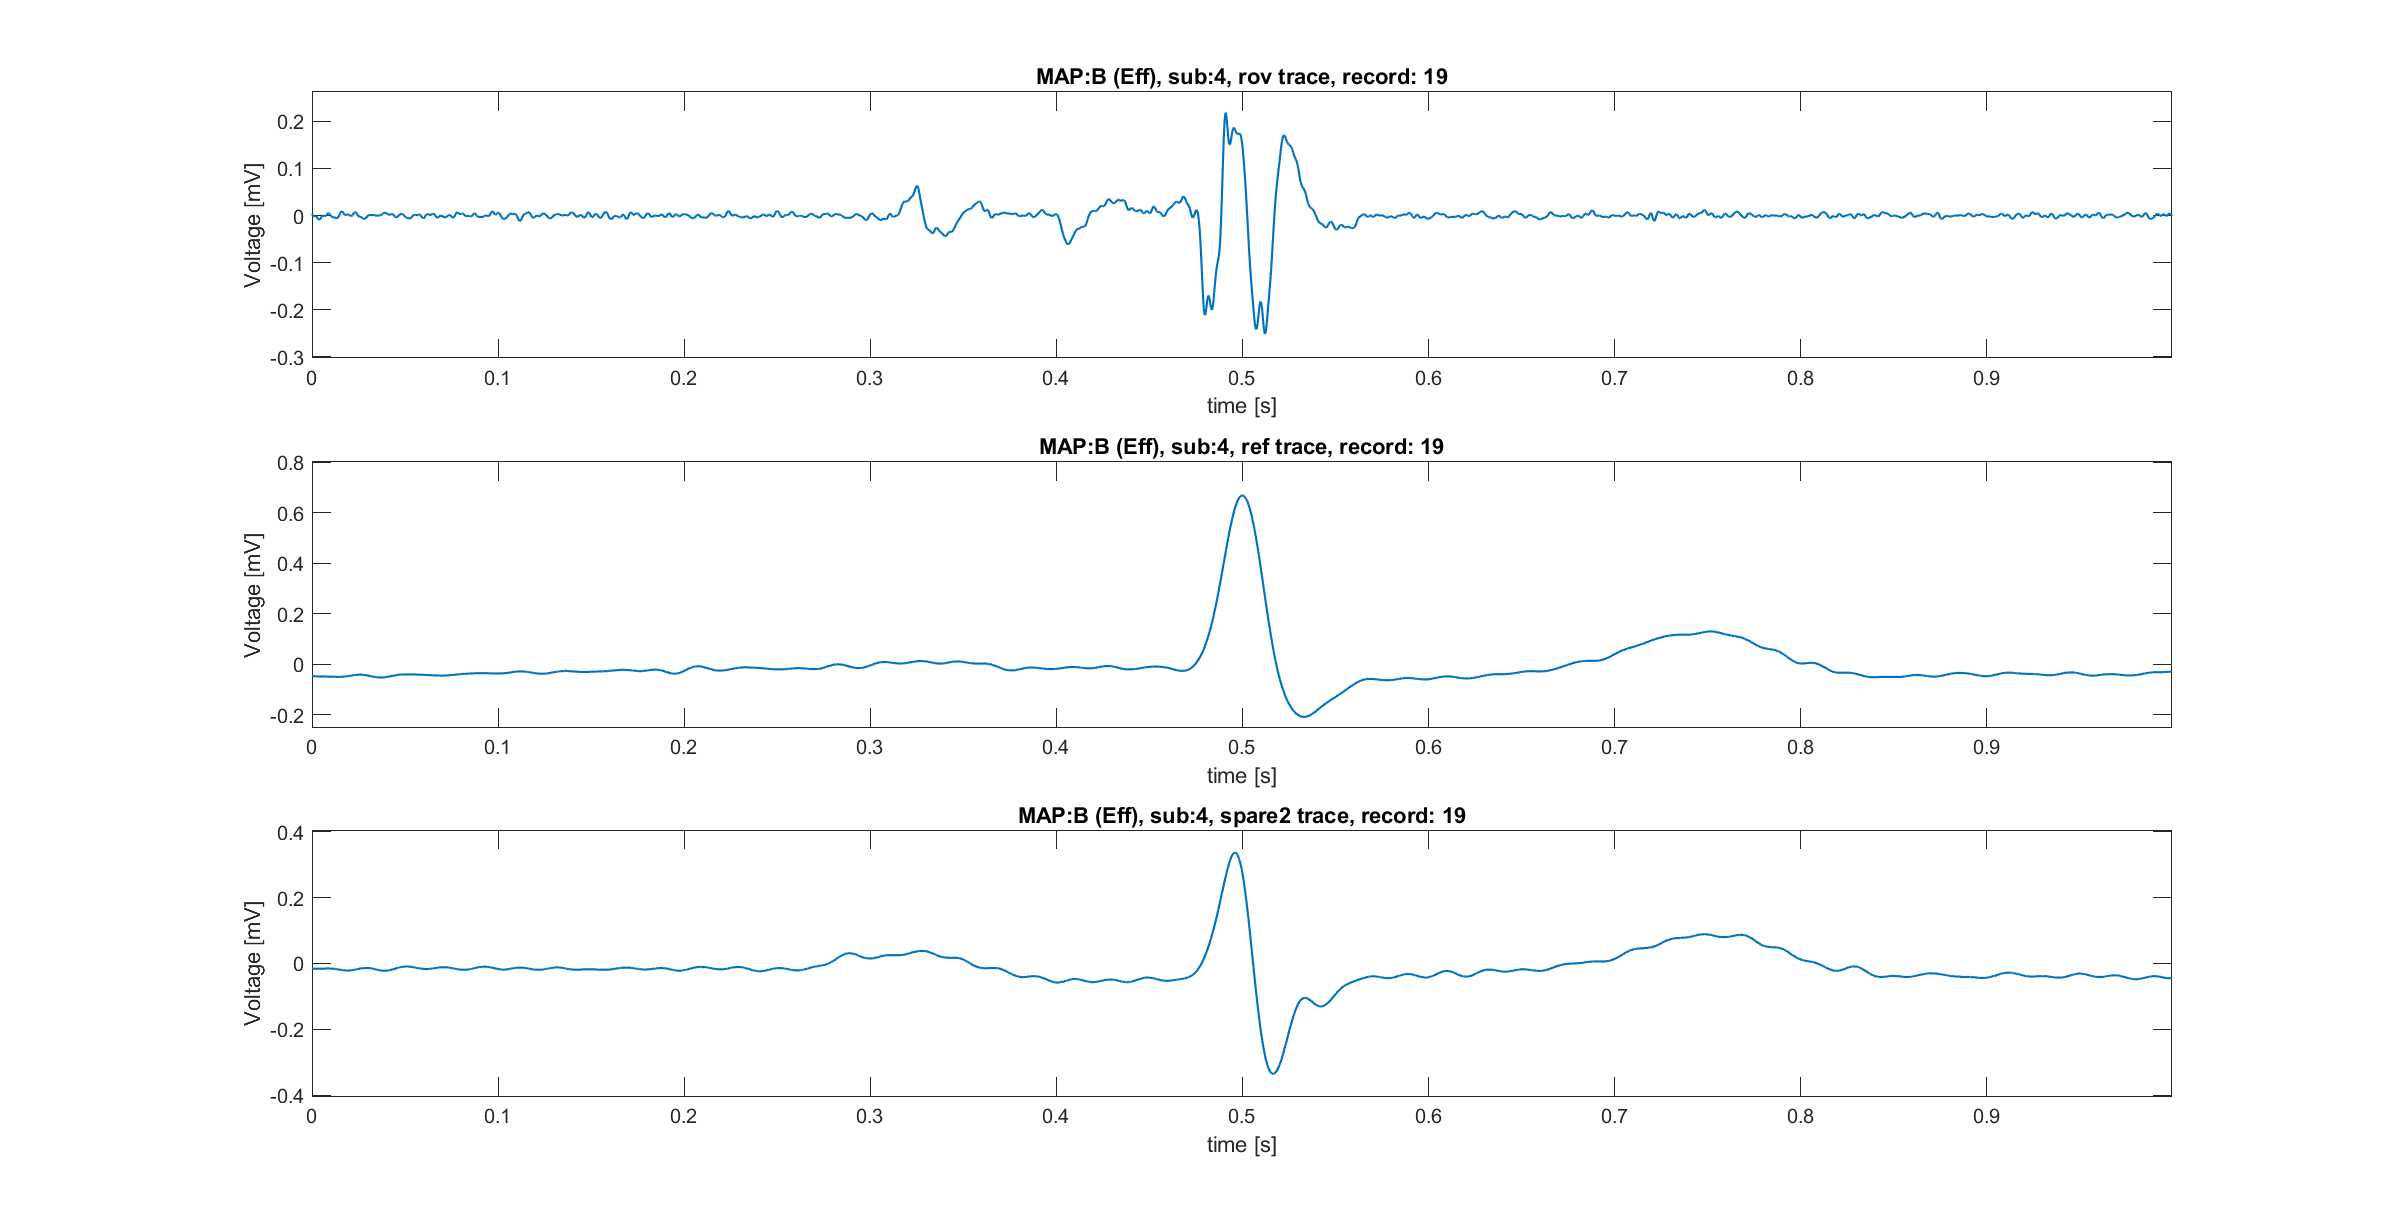 MAP:B (Eff), sub:4, rov trace, record: 19
Voltage [mV]
0.2
0.1
0
-0.1
-0.2
-0.3
0 0.1 0.2 0.3 0.4 0.5 0.6 0.7 0.8 0.9
time [s]
MAP:B (Eff), sub:4, ref trace, record: 19
Voltage [mV]
0.8
0.6
0.4
0.2
0
-0.2
0 0.1 0.2 0.3 0.4 0.5 0.6 0.7 0.8 0.9
time [s]
MAP:B (Eff), sub:4, spare2 trace, record: 19
Voltage [mV]
0.4
0.2
0
-0.2
-0.4
0 0.1 0.2 0.3 0.4 0.5 0.6 0.7 0.8 0.9
time [s]